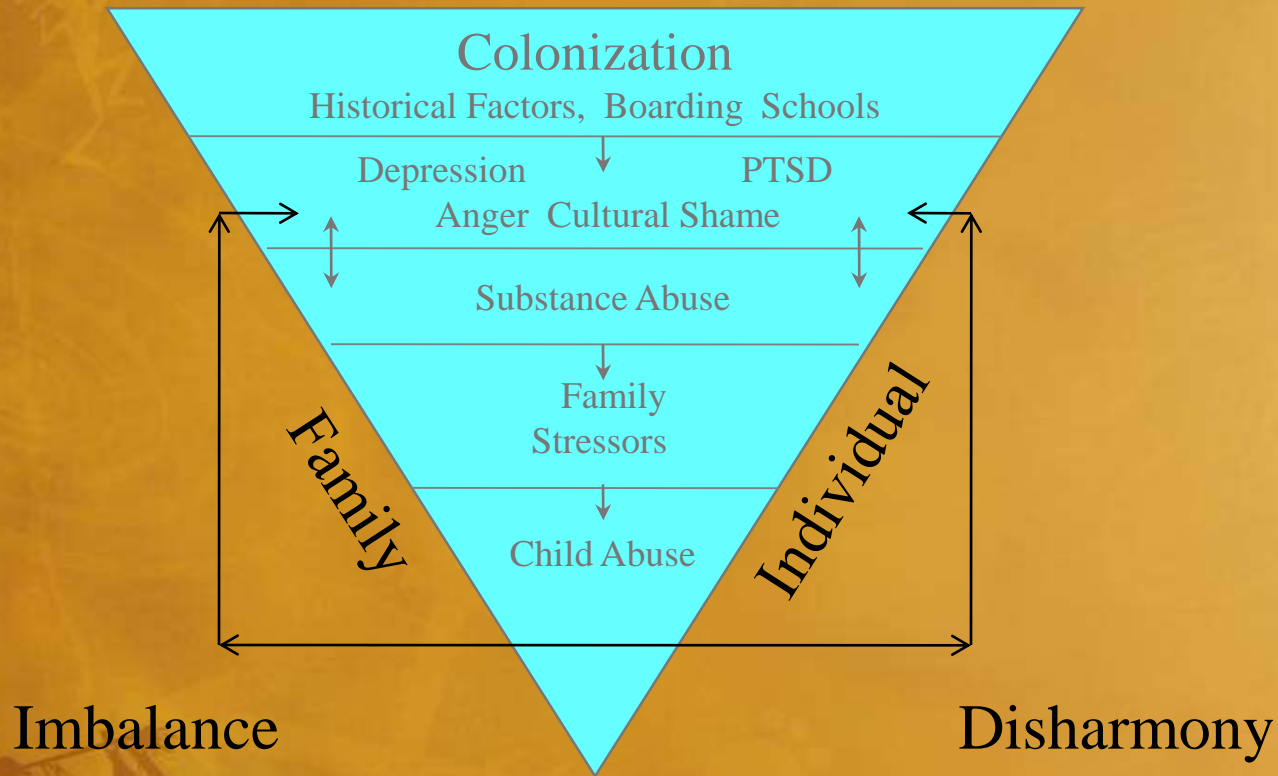 Colonization
Historical Factors, Boarding Schools
Depression PTSD
Anger Cultural Shame
Substance Abuse
Family
Stressors
Child Abuse
Family
Individual
Imbalance
Disharmony